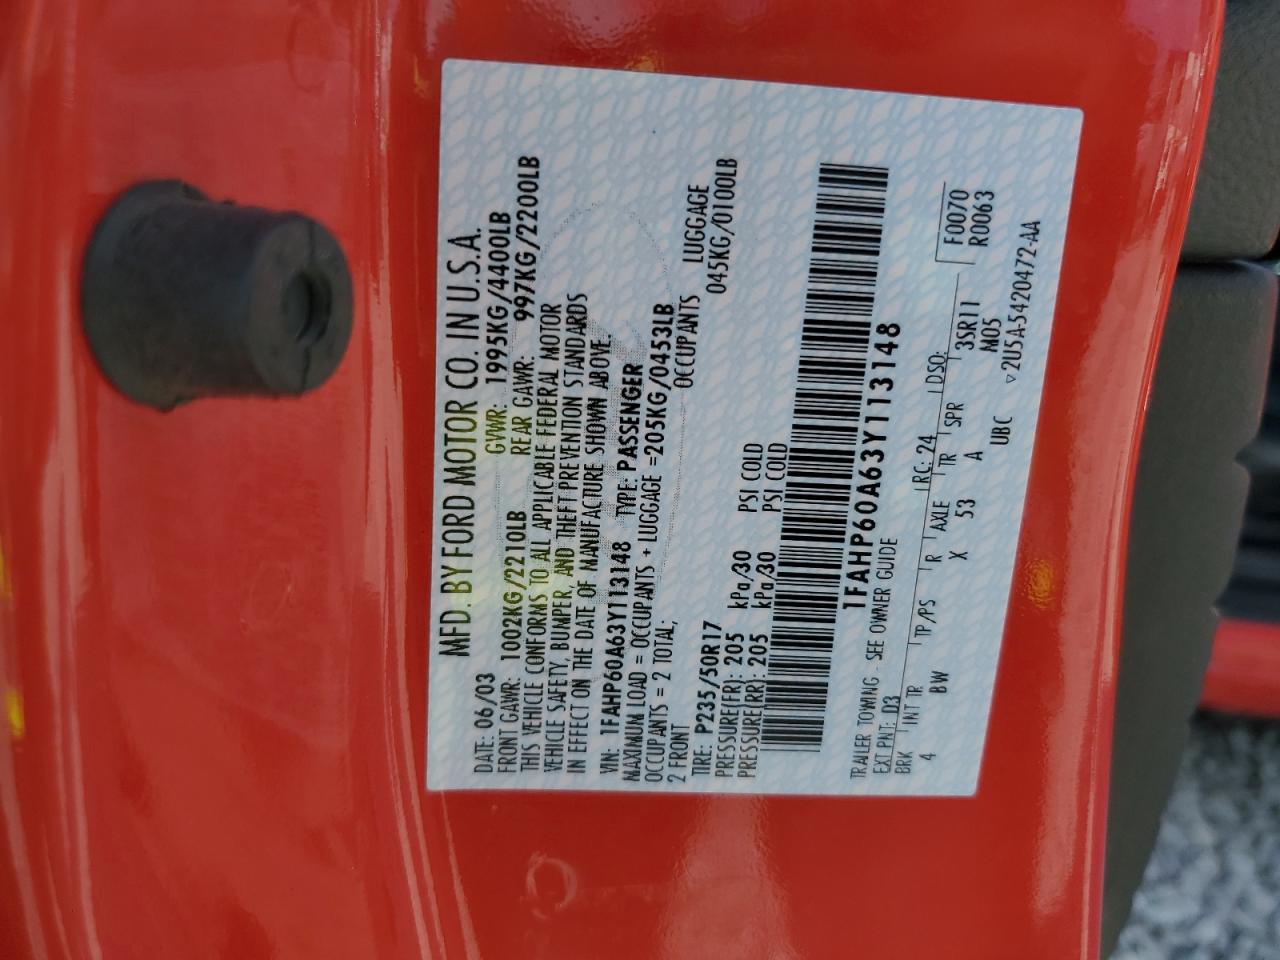 MFD. BY FORD MOTOR CO. IN U.S.A.
DATE: 06/03 GVWR: 1995KG/4400LB
FRONT GAWR: 1002KG/2210LB REAR GAWR: 997KG/2200LB
THIS VEHICLE CONFORMS TO ALL APPLICABLE FEDERAL MOTOR
VEHICLE SAFETY, BUMPER, AND THEFT PREVENTION STANDARDS
IN EFFECT ON THE DATE OF MANUFACTURE SHOWN ABOVE.
VIN: 1FAHP60A63Y113148 TYPE: PASSENGER
MAXIMUM LOAD = OCCUPANTS + LUGGAGE =205KG/0453LB
OCCUPANTS = 2 TOTAL; OCCUPANTS LUGGAGE
2 FRONT 045KG/0100LB
TIRE: P235/50R17
PRESSURE(FR): 205 kPa/30 PSI COLD
PRESSURE(RR): 205 kPa/30 PSI COLD
1FAHP60A63Y113148
TRAILER TOWING - SEE OWNER GUIDE
EXT PNT: D3 RC: 24 DSO: F0070
BRK INT TR TP/PS R AXLE TR SPR 3SR11 R0063
4 BW X 53 A M05
UBC ▽2U5A-5420472-AA